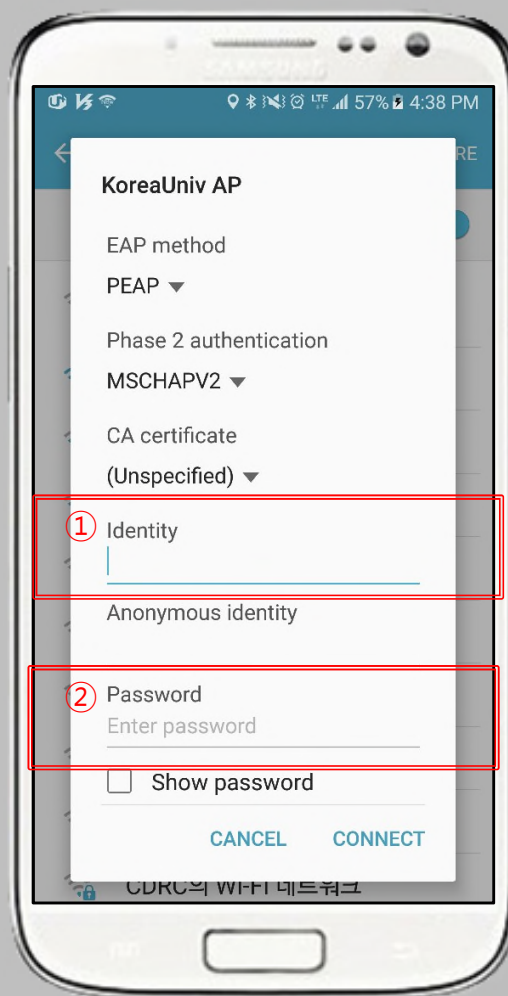 SAMSUNG
LTE 57% 4:38 PM
RE
KoreaUniv AP
EAP method
PEAP
Phase 2 authentication
MSCHAPV2
CA certificate
(Unspecified)
① Identity
Anonymous identity
② Password
Enter password
Show password
CANCEL CONNECT
CDRC의 WI-FI 네트워크